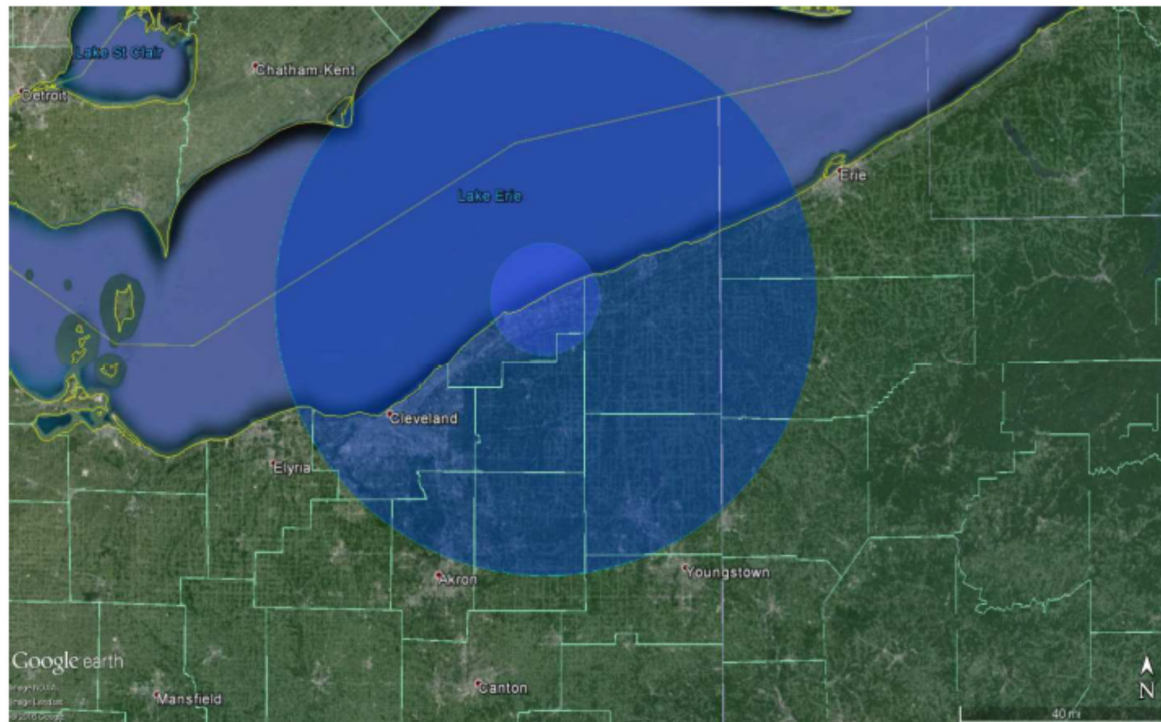 Lake St Clair
Chatham-Kent
Detroit
Erie
Lake Erie
Cleveland
Elyria
Akron
Youngstown
Google earth
Mansfield
Canton
N
40 mi